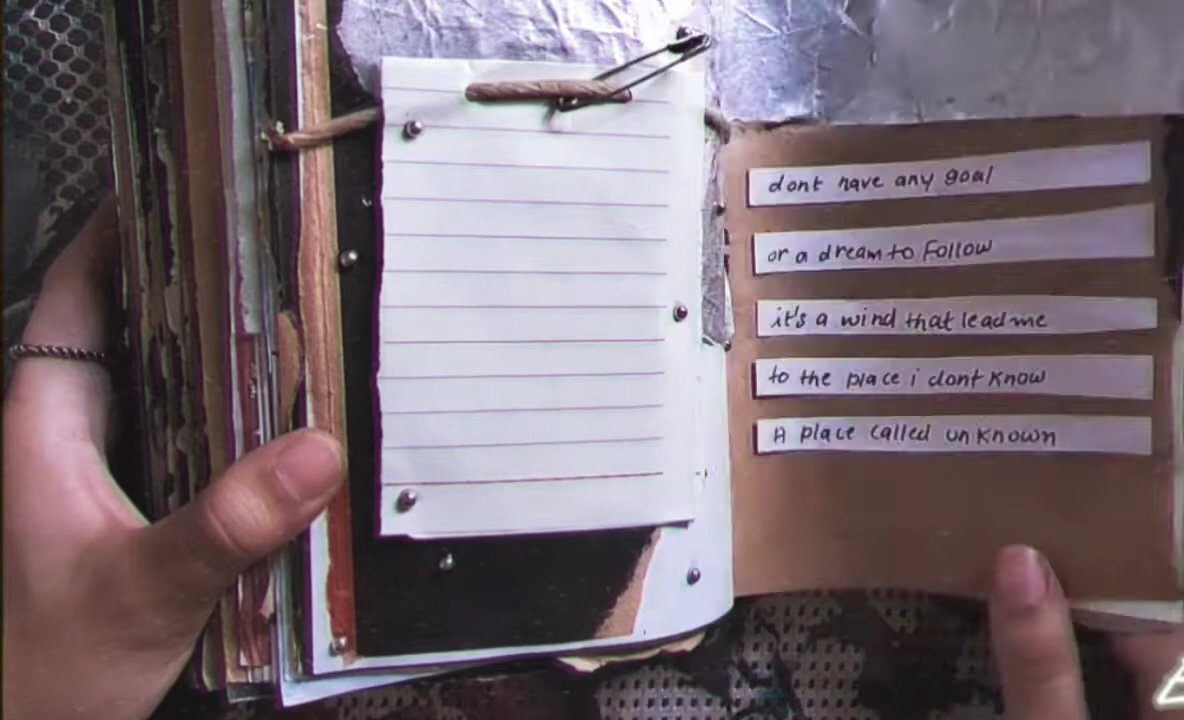 dont have any goal
or a dream to Follow
it's a wind that lead me
to the place i dont know
A place called unknown